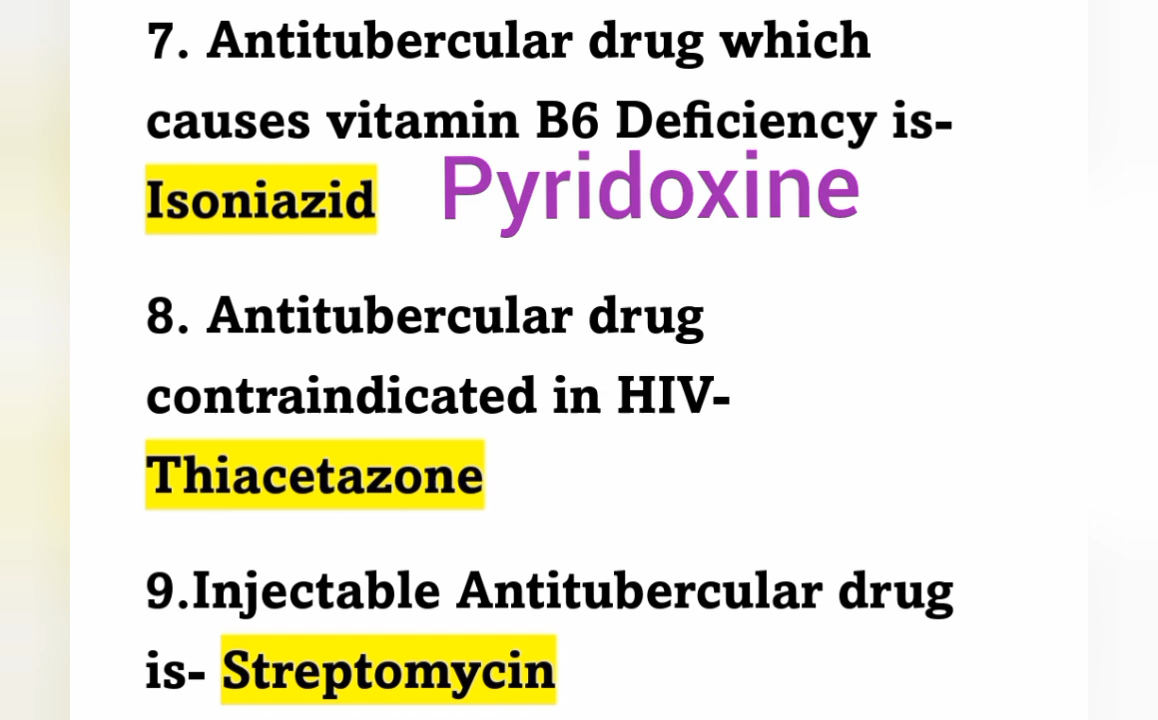 7. Antitubercular drug which
causes vitamin B6 Deficiency is-
Isoniazid Pyridoxine
8. Antitubercular drug
contraindicated in HIV-
Thiacetazone
9.Injectable Antitubercular drug
is- Streptomycin